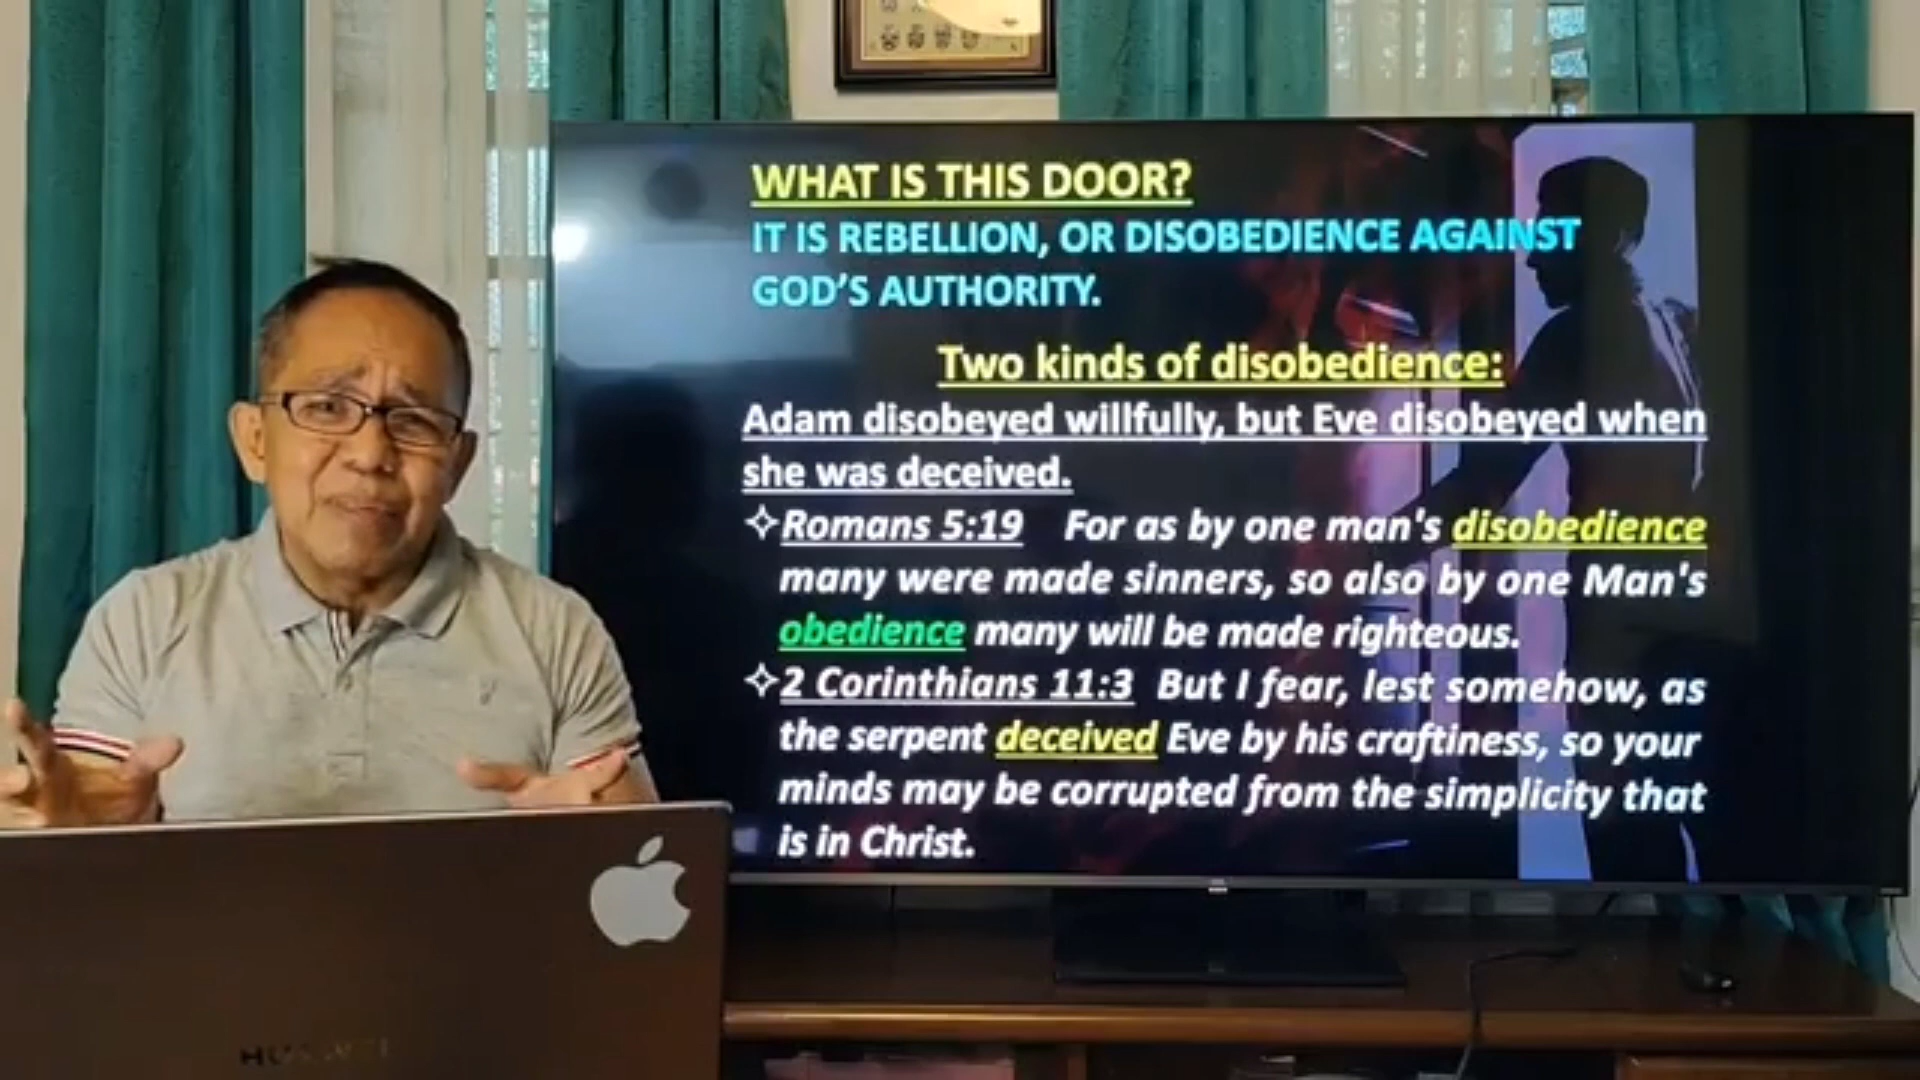 WHAT IS THIS DOOR?
IT IS REBELLION, OR DISOBEDIENCE AGAINST
GOD'S AUTHORITY.
Two kinds of disobedience:
Adam disobeyed willfully, but Eve disobeyed when
she was deceived.
✧Romans 5:19 For as by one man's disobedience
many were made sinners, so also by one Man's
obedience many will be made righteous.
✧2 Corinthians 11:3 But I fear, lest somehow, as
the serpent deceived Eve by his craftiness, so your
minds may be corrupted from the simplicity that
is in Christ.